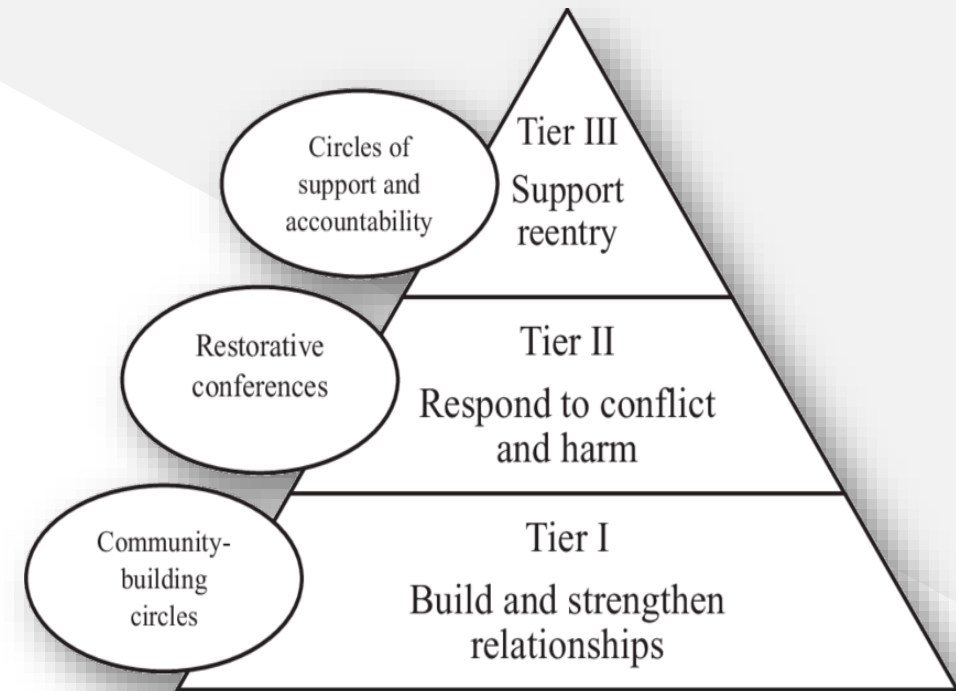 Circles of
support and
accountability
Tier III
Support
reentry
Restorative
conferences
Tier II
Respond to conflict
and harm
Community-
building
circles
Tier I
Build and strengthen
relationships